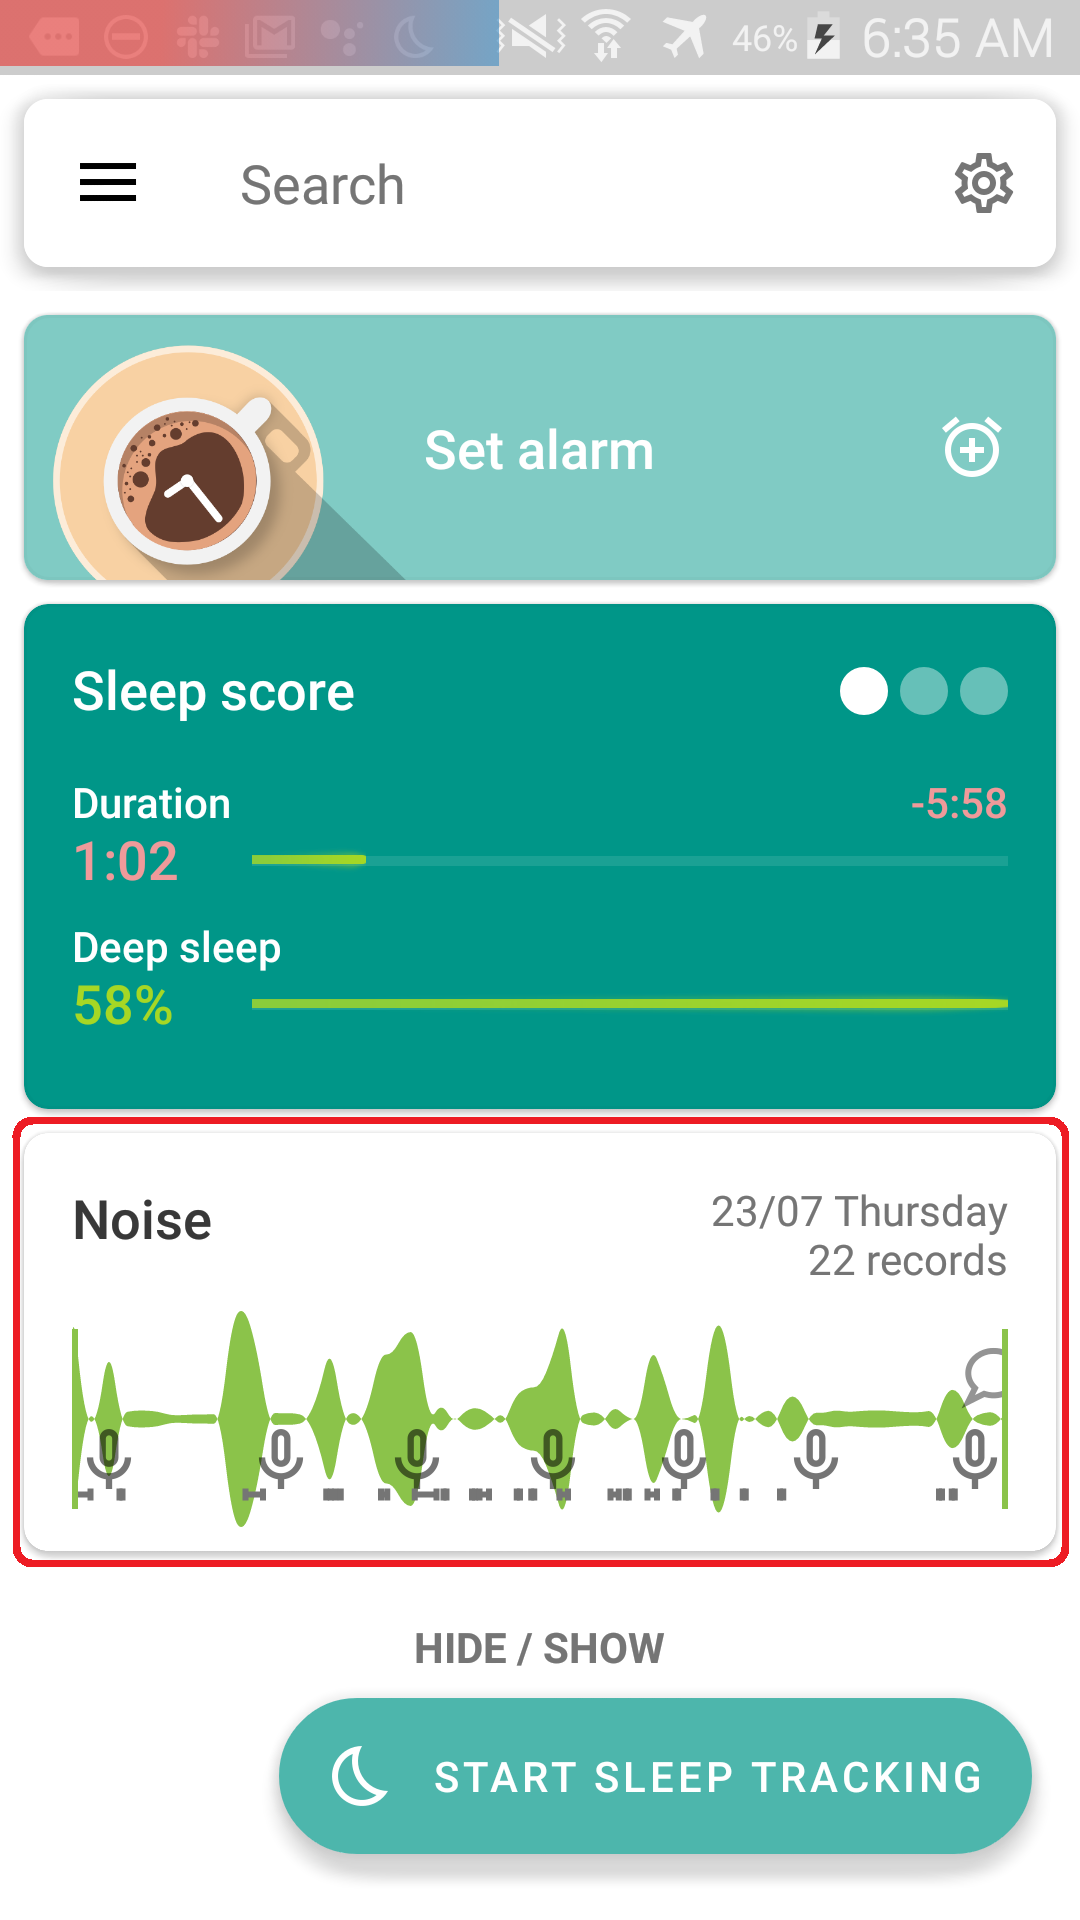 46% 6:35 AM
Search
Set alarm
Sleep score
Duration -5:58
1:02
Deep sleep
58%
Noise 23/07 Thursday
22 records
HIDE / SHOW
START SLEEP TRACKING